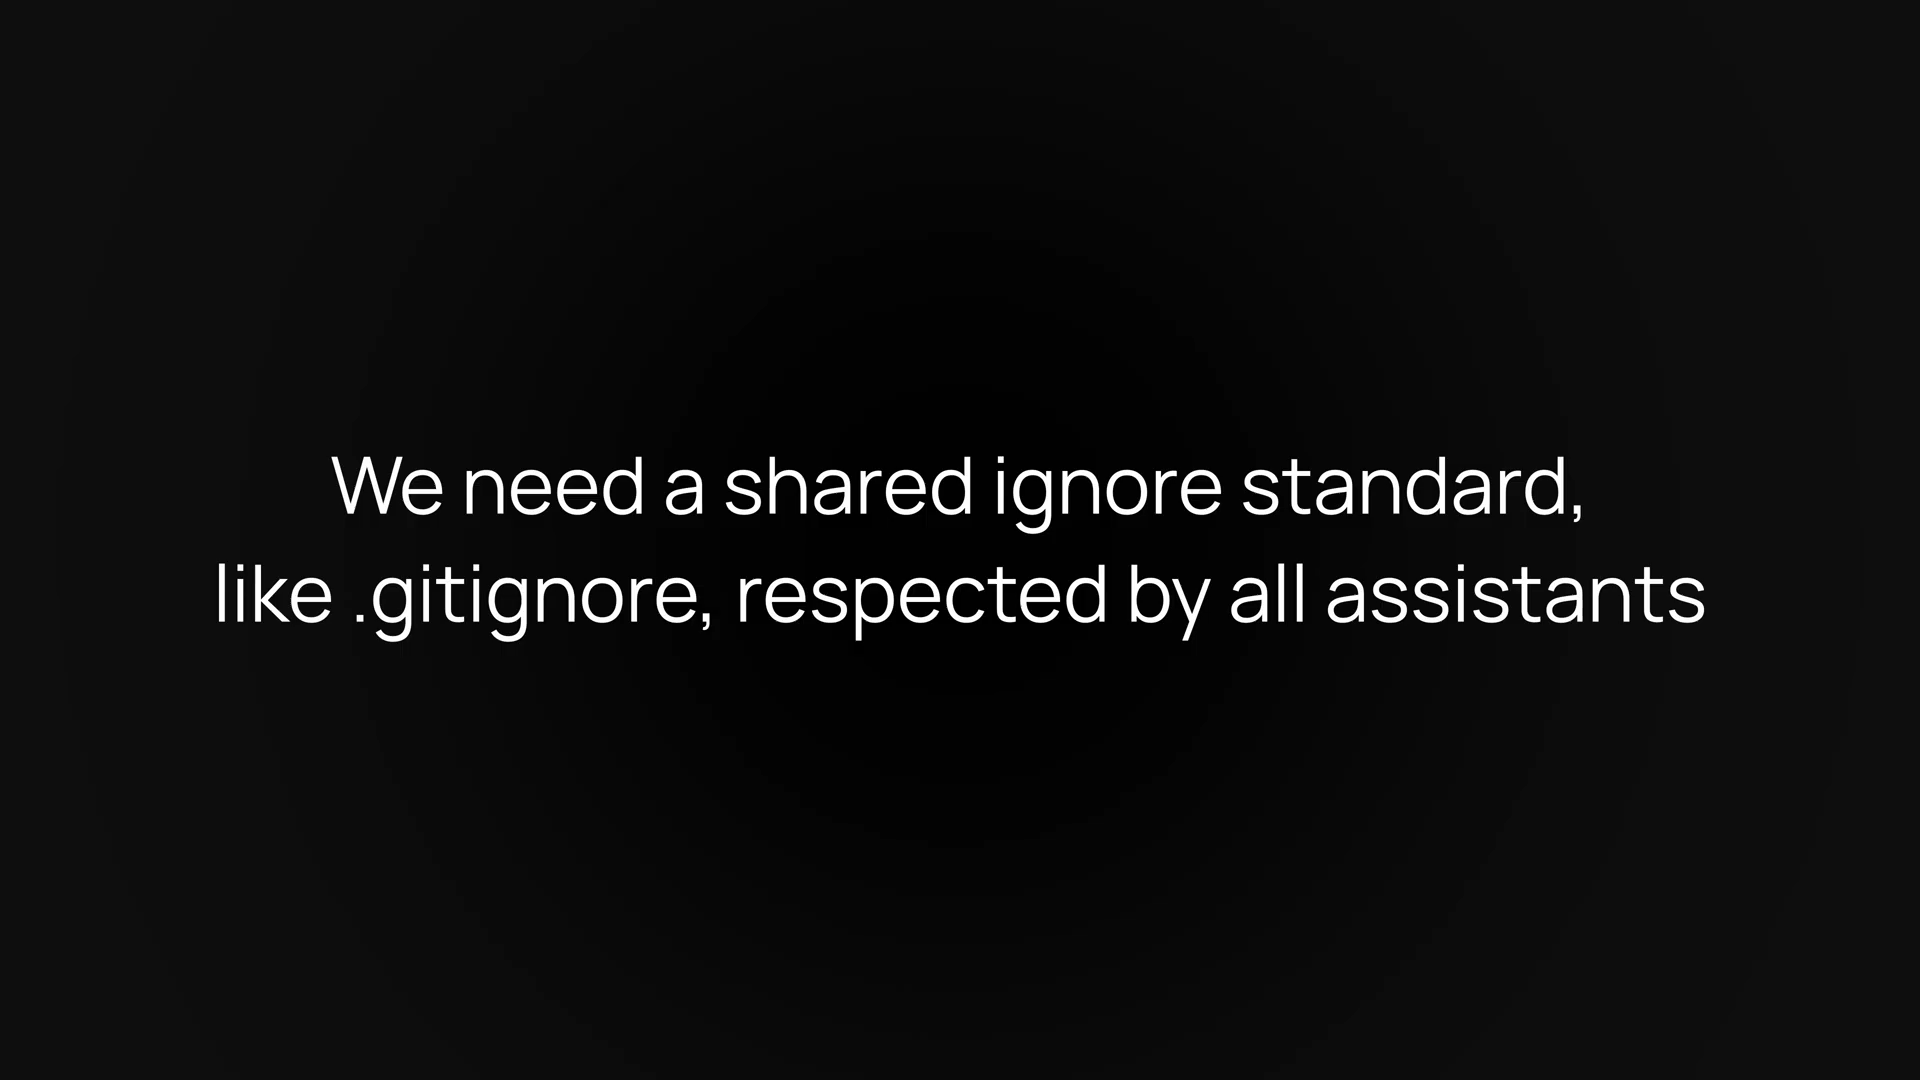 We need a shared ignore standard,
like .gitignore, respected by all assistants